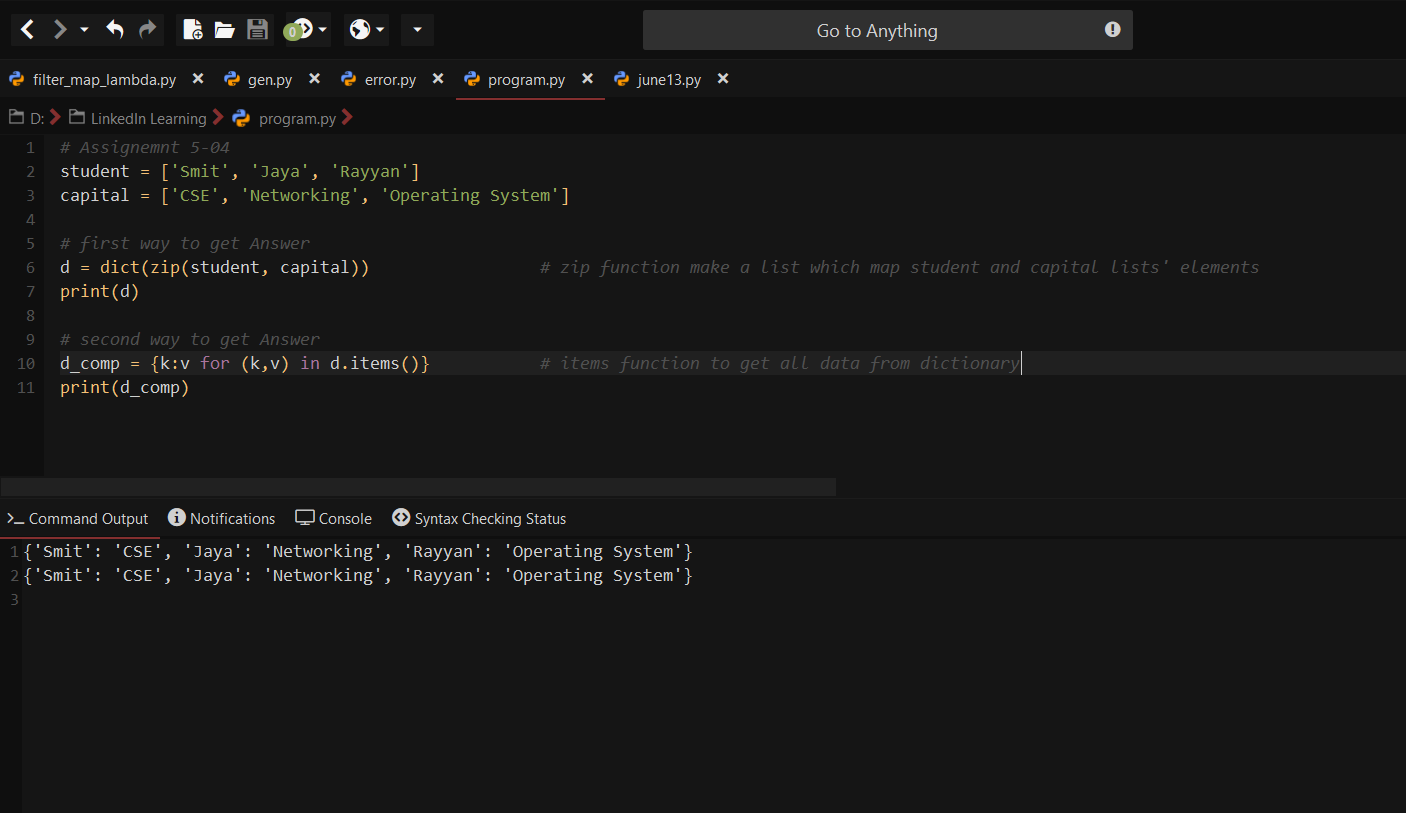 Go to Anything
filter_map_lambda.py gen.py error.py program.py june13.py
D: LinkedIn Learning program.py
1 # Assignemnt 5-04
2 student = ['Smit', 'Jaya', 'Rayyan']
3 capital = ['CSE', 'Networking', 'Operating System']
4
5 # first way to get Answer
6 d = dict(zip(student, capital)) # zip function make a list which map student and capital lists' elements
7 print(d)
8
9 # second way to get Answer
10 d_comp = {k:v for (k,v) in d.items()} # items function to get all data from dictionary
11 print(d_comp)
Command Output Notifications Console Syntax Checking Status
1 {'Smit': 'CSE', 'Jaya': 'Networking', 'Rayyan': 'Operating System'}
2 {'Smit': 'CSE', 'Jaya': 'Networking', 'Rayyan': 'Operating System'}
3